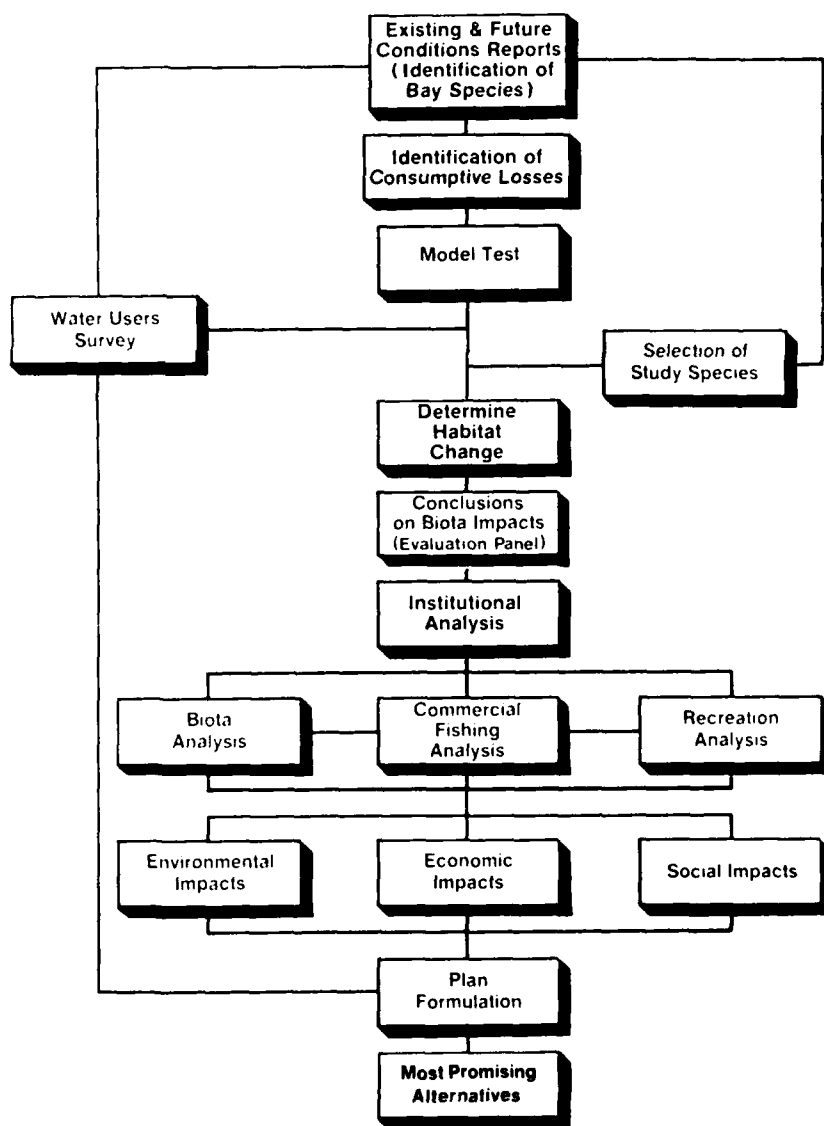 Existing & Future
Conditions Reports
(Identification of
Bay Species)
Identification of
Consumptive Losses
Model Test
Water Users
Survey
Selection of
Study Species
Determine
Habitat
Change
Conclusions
on Biota Impacts
(Evaluation Panel)
Institutional
Analysis
Biota
Analysis
Commercial
Fishing
Analysis
Recreation
Analysis
Environmental
Impacts
Economic
Impacts
Social Impacts
Plan
Formulation
Most Promising
Alternatives